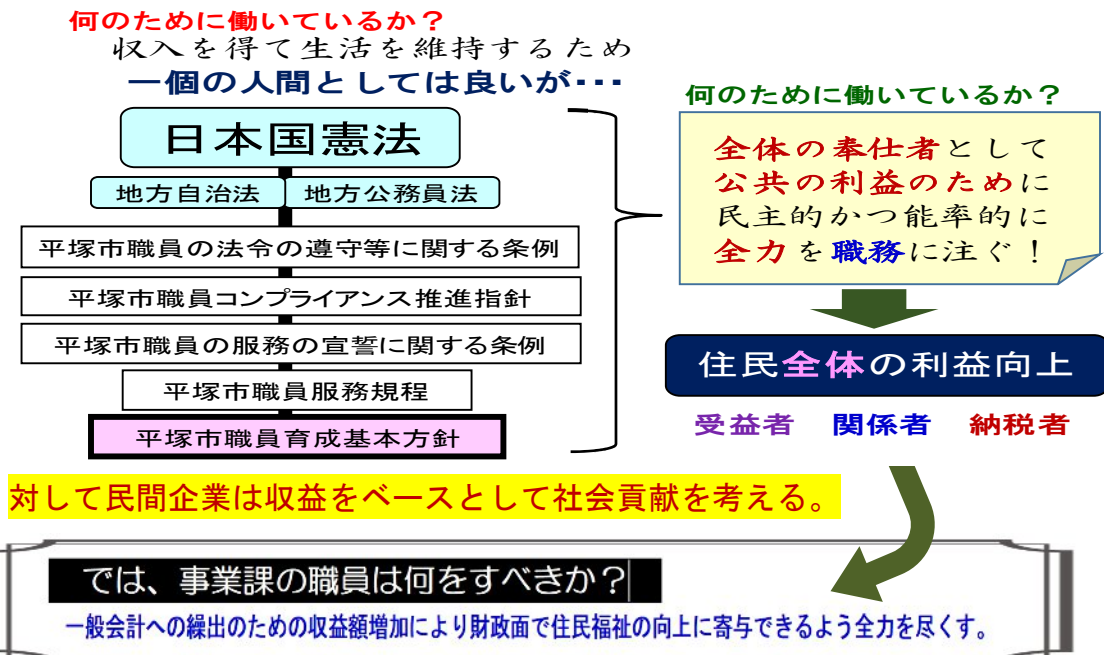 何のために働いているか？
収入を得て生活を維持するため
一個の人間としては良いが･･･
日本国憲法
地方自治法
地方公務員法
平塚市職員の法令の遵守等に関する条例
平塚市職員コンプライアンス推進指針
平塚市職員の服務の宣誓に関する条例
平塚市職員服務規程
平塚市職員育成基本方針
何のために働いているか？
全体の奉仕者として
公共の利益のために
民主的かつ能率的に
全力を職務に注ぐ！
住民全体の利益向上
受益者 関係者 納税者
対して民間企業は収益をベースとして社会貢献を考える。
では、事業課の職員は何をすべきか？
一般会計への繰出のための収益額増加により財政面で住民福祉の向上に寄与できるよう全力を尽くす。